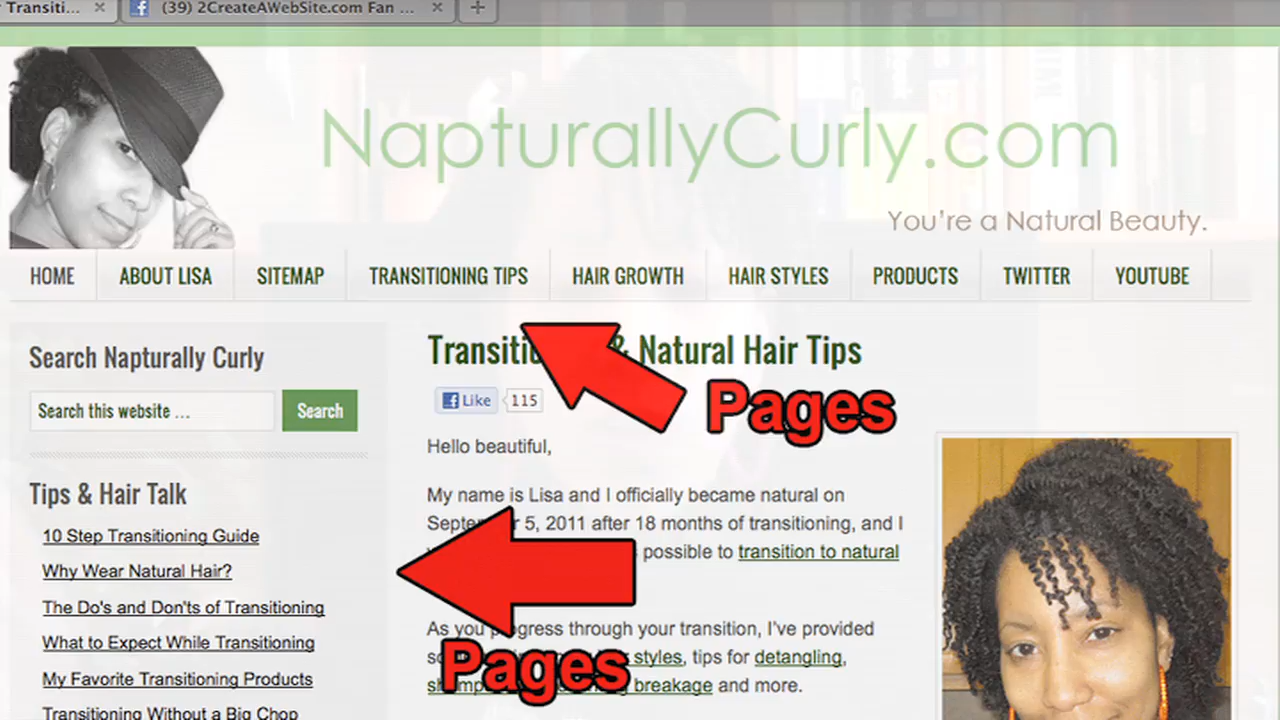 Transiti... (39) 2CreateAWebSite.com Fan ...
NapturallyCurly.com
You're a Natural Beauty.
HOME ABOUT LISA SITEMAP TRANSITIONING TIPS HAIR GROWTH HAIR STYLES PRODUCTS TWITTER YOUTUBE
Search Napturally Curly
Search this website ... Search
Tips & Hair Talk
10 Step Transitioning Guide
Why Wear Natural Hair?
The Do's and Don'ts of Transitioning
What to Expect While Transitioning
My Favorite Transitioning Products
Transitioning Without a Big Chop
& Natural Hair Tips
Like 115
Pages
Hello beautiful,
My name is Lisa and I officially became natural on
5, 2011 after 18 months of transitioning, and I
possible to transition to natural
As you progress through your transition, I've provided
styles, tips for detangling,
breakage and more.
Pages